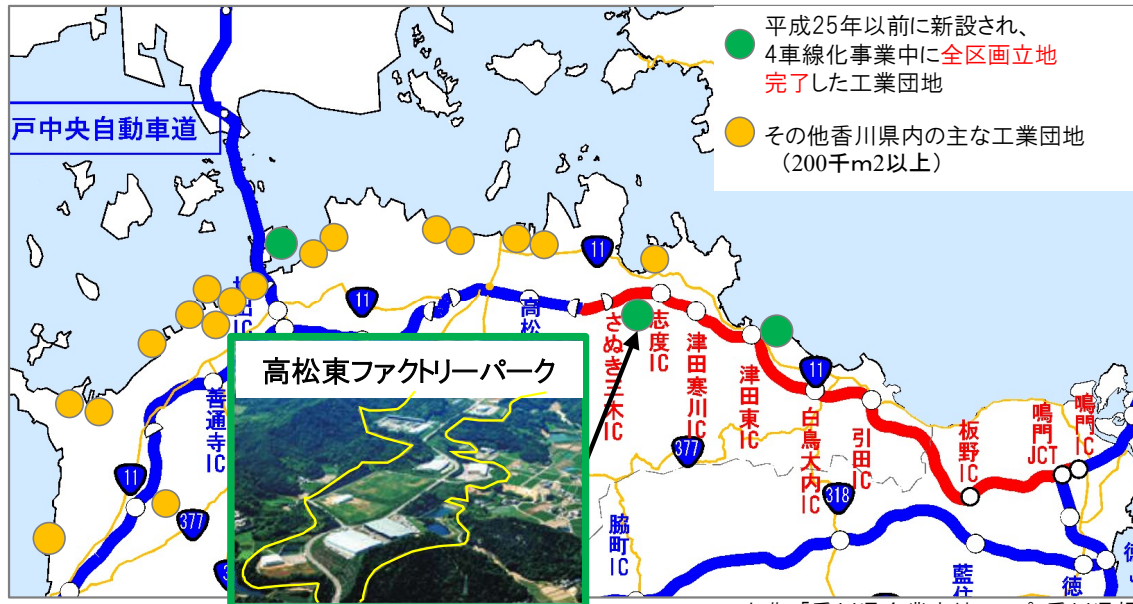 平成25年以前に新設され、
4車線化事業中に全区画立地
完了した工業団地
その他香川県内の主な工業団地
（200千m2以上）
戸中央自動車道
11
11
11
11
377
377
318
高松
善通寺IC
さぬき三木IC
志度IC
津田寒川IC
津田東IC
白鳥大内IC
引田IC
板野IC
鳴門JCT
鳴門IC
脇町IC
藍住
徳
高松東ファクトリーパーク